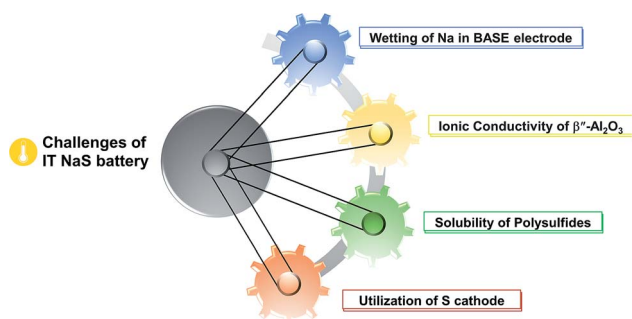 Wetting of Na in BASE electrode
Challenges of
IT NaS battery
Ionic Conductivity of β″-Al₂O₃
Solubility of Polysulfides
Utilization of S cathode